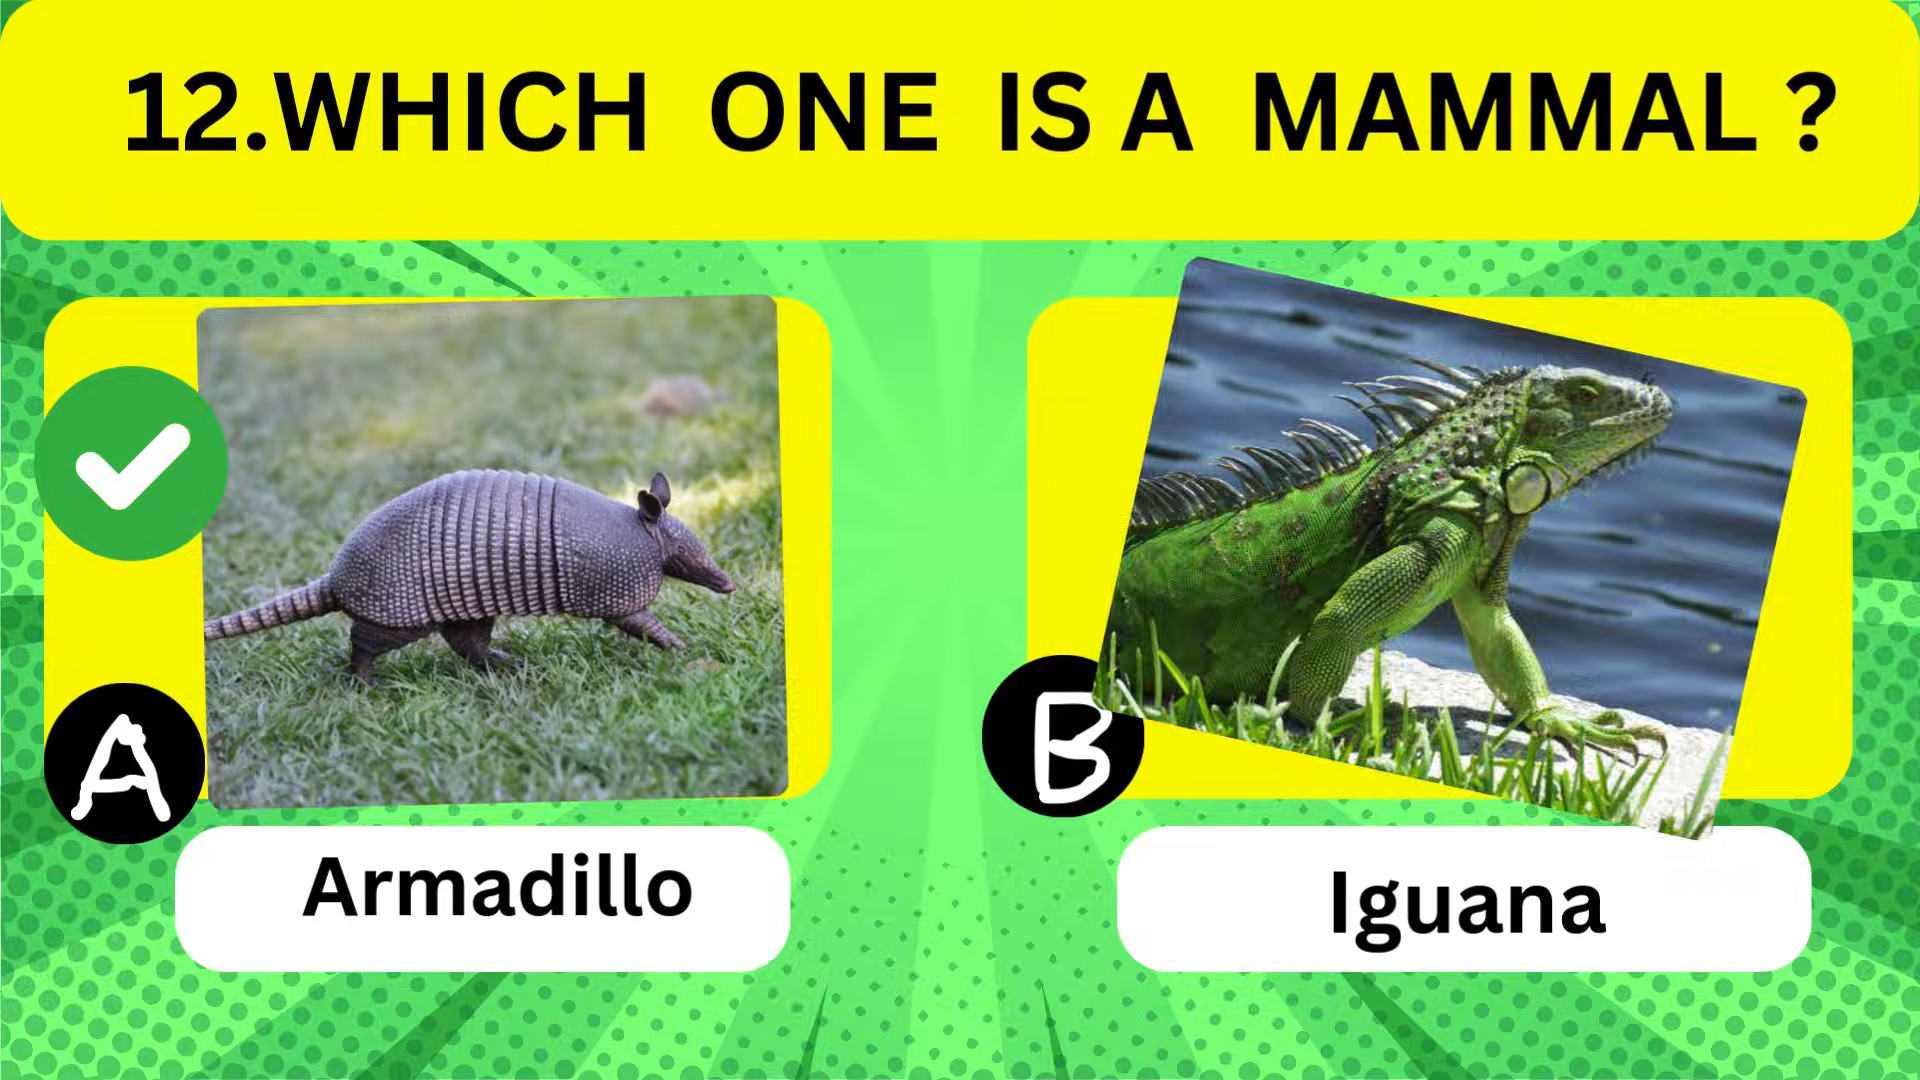 12.WHICH ONE IS A MAMMAL ?
A
B
Armadillo
Iguana